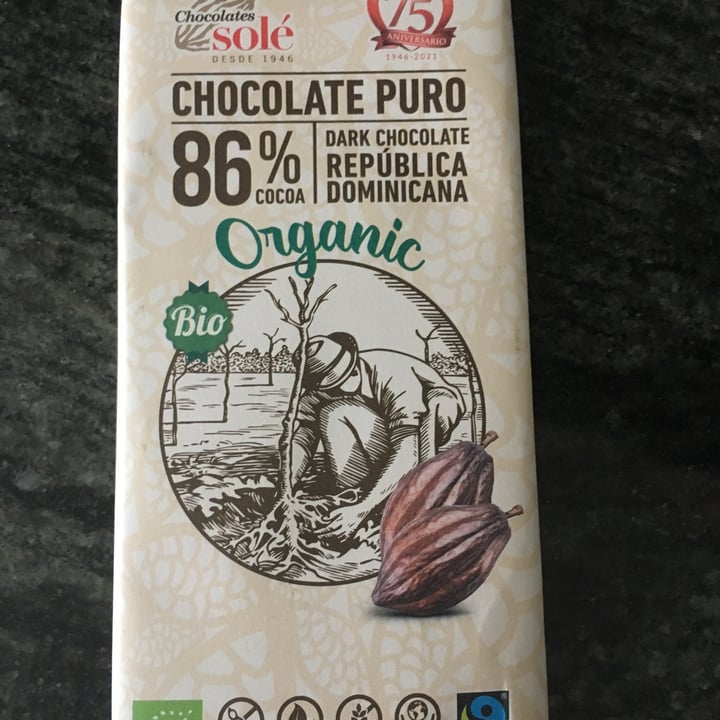 Chocolates
solé
DESDE 1946
75
ANIVERSARIO
1946-2021
CHOCOLATE PURO
86%
COCOA
DARK CHOCOLATE
REPÚBLICA
DOMINICANA
Organic
Bio